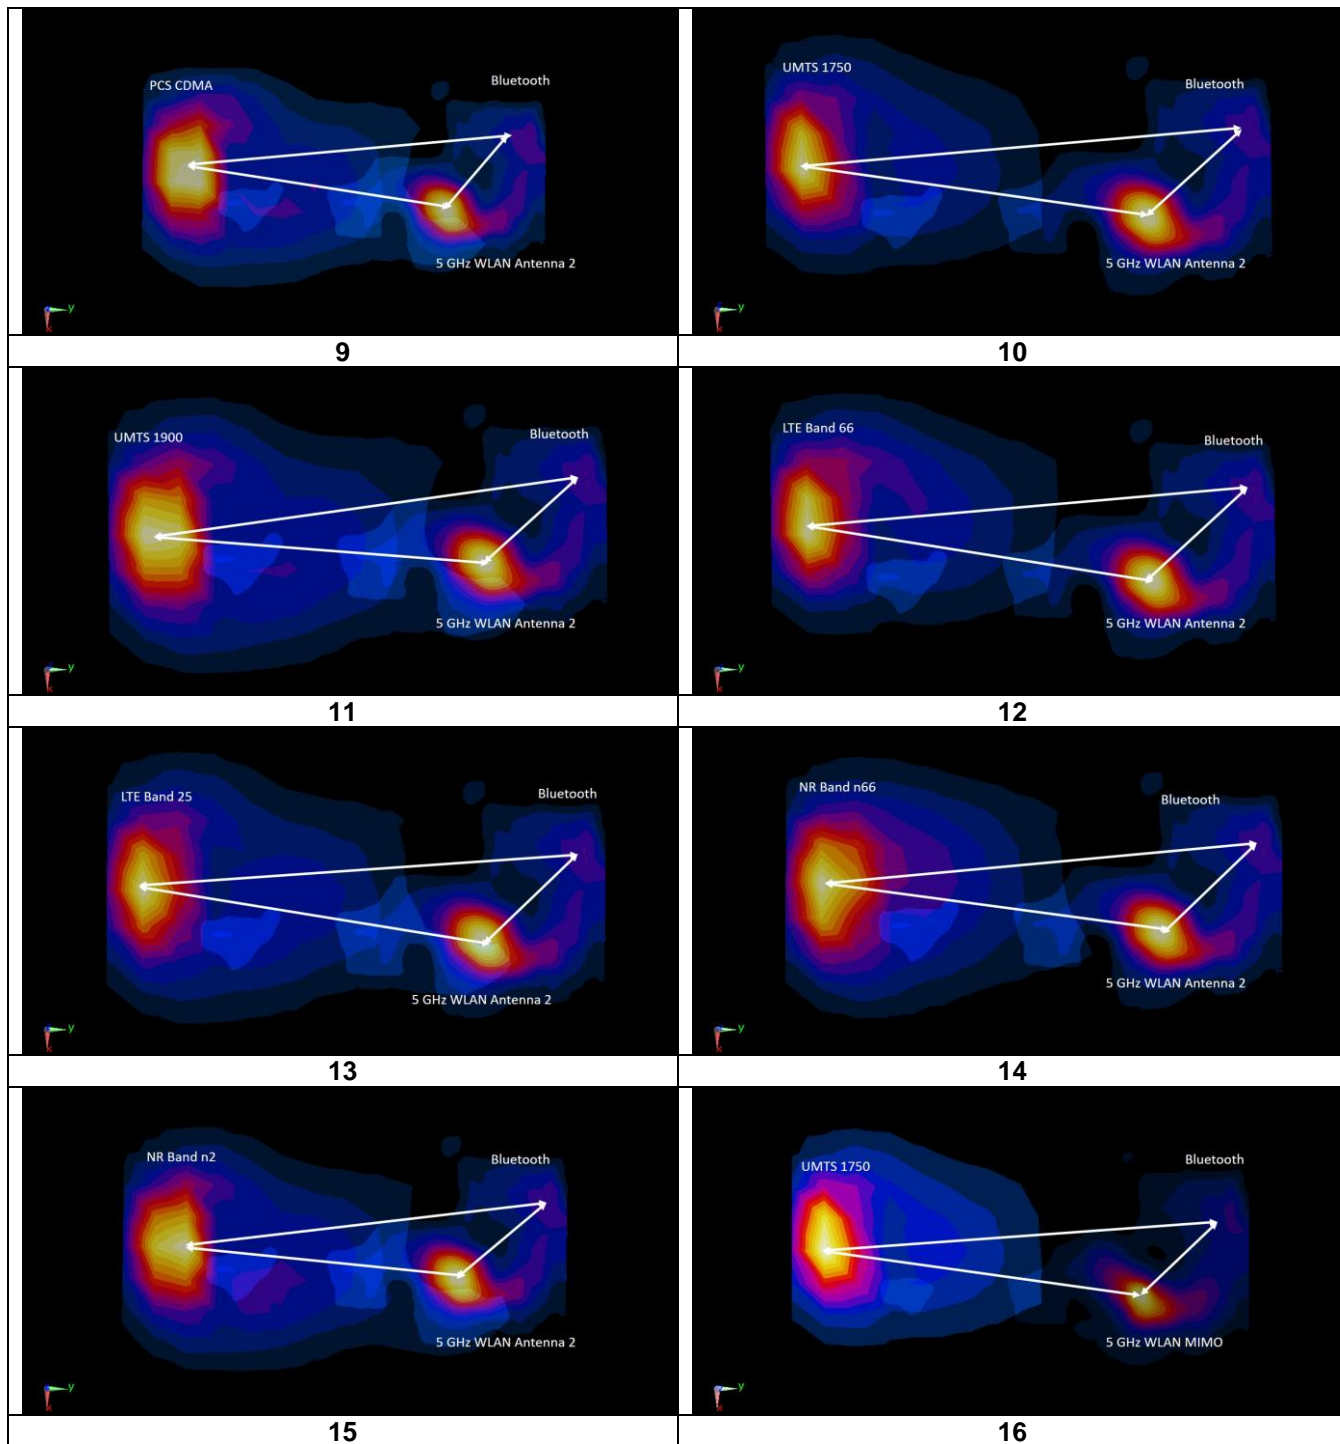 PCS CDMA
Bluetooth
5 GHz WLAN Antenna 2
y
x
9
UMTS 1750
Bluetooth
5 GHz WLAN Antenna 2
y
x
10
UMTS 1900
Bluetooth
5 GHz WLAN Antenna 2
y
x
11
LTE Band 66
Bluetooth
5 GHz WLAN Antenna 2
y
x
12
LTE Band 25
Bluetooth
5 GHz WLAN Antenna 2
y
x
13
NR Band n66
Bluetooth
5 GHz WLAN Antenna 2
y
x
14
NR Band n2
Bluetooth
5 GHz WLAN Antenna 2
y
x
15
UMTS 1750
Bluetooth
5 GHz WLAN MIMO
y
x
16